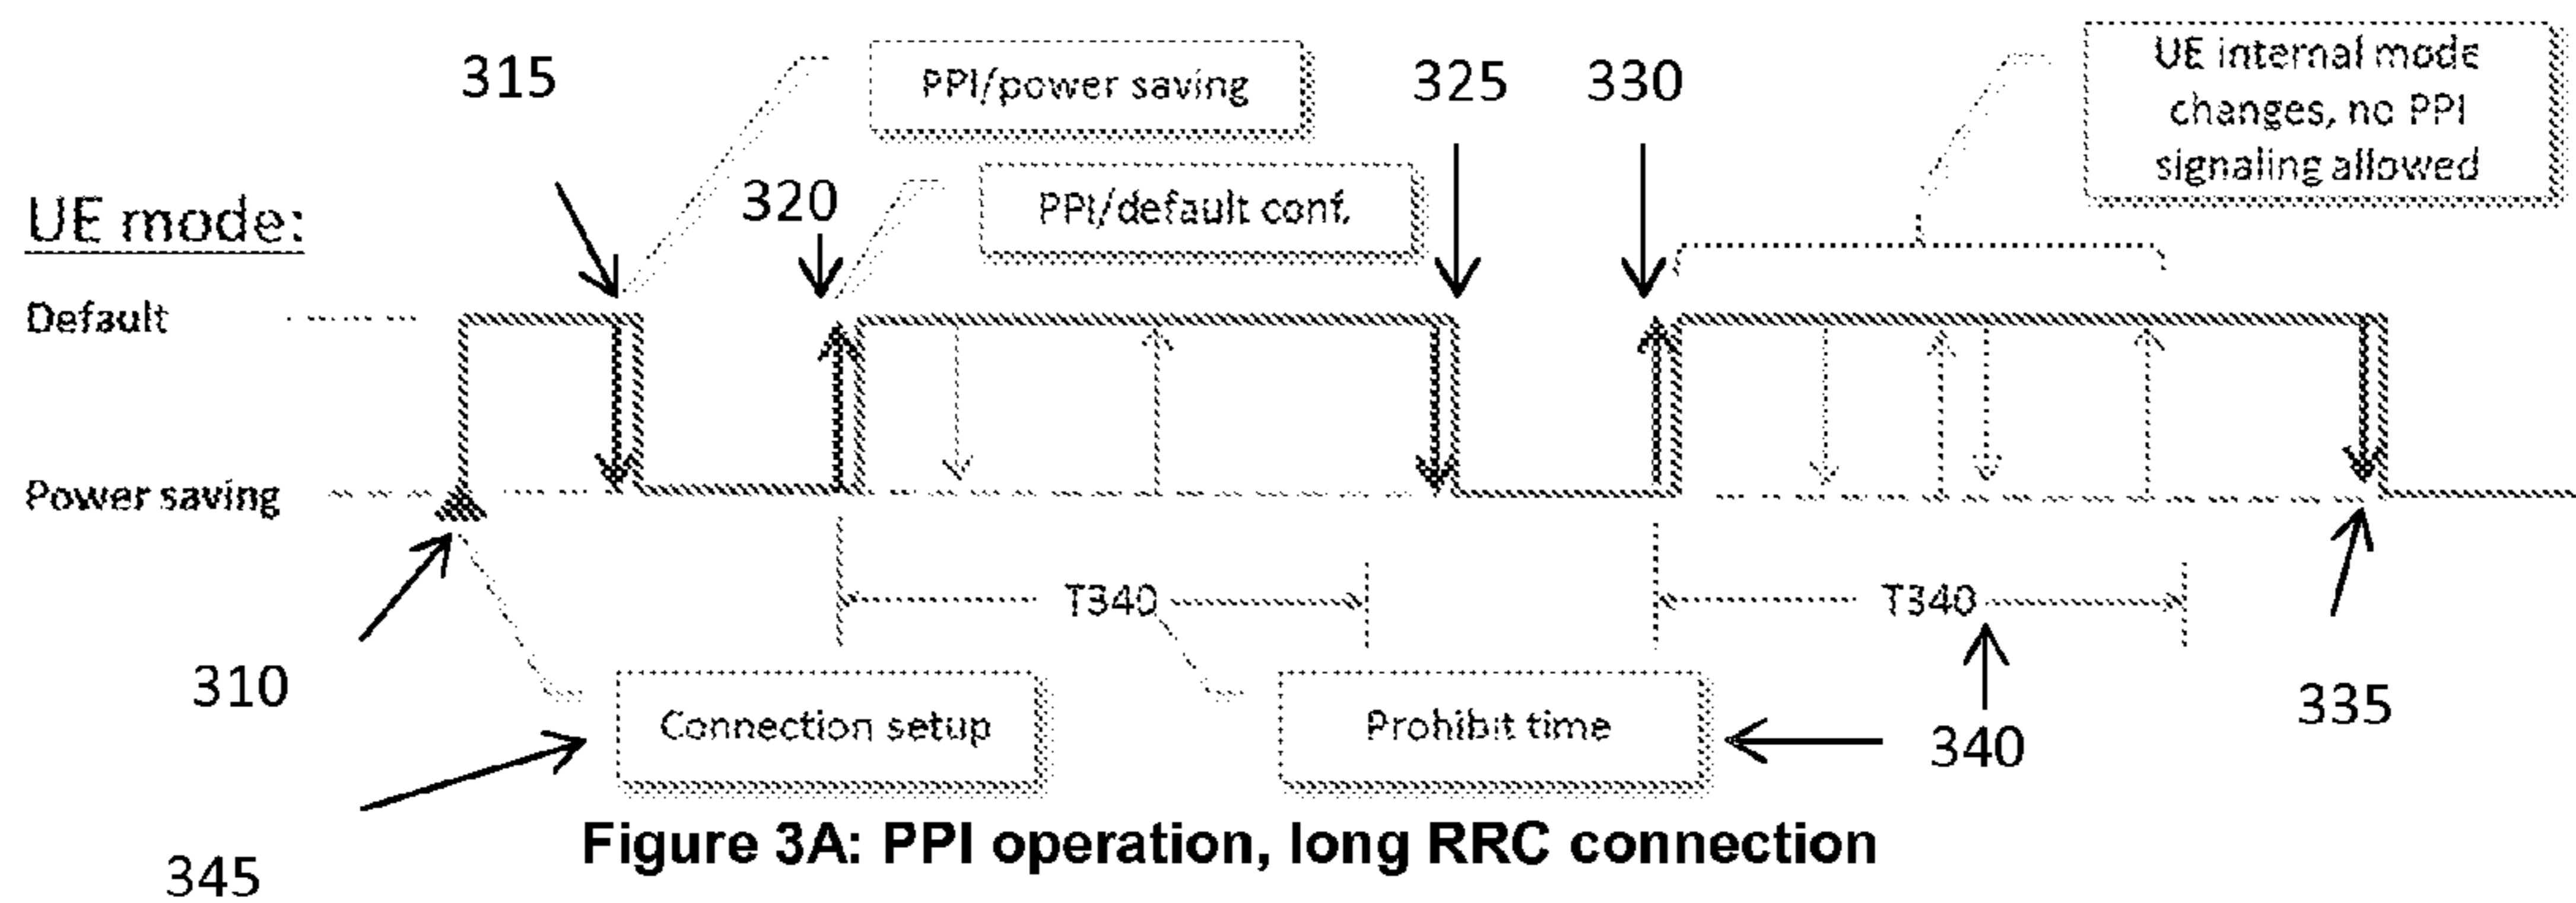 315
PPI/power saving
325
330
UE internal mode
changes, no PPI
signaling allowed
320
PPI/default conf.
UE mode:
Default
Power saving
T340
T340
310
Connection setup
Prohibit time
335
340
345
Figure 3A: PPI operation, long RRC connection